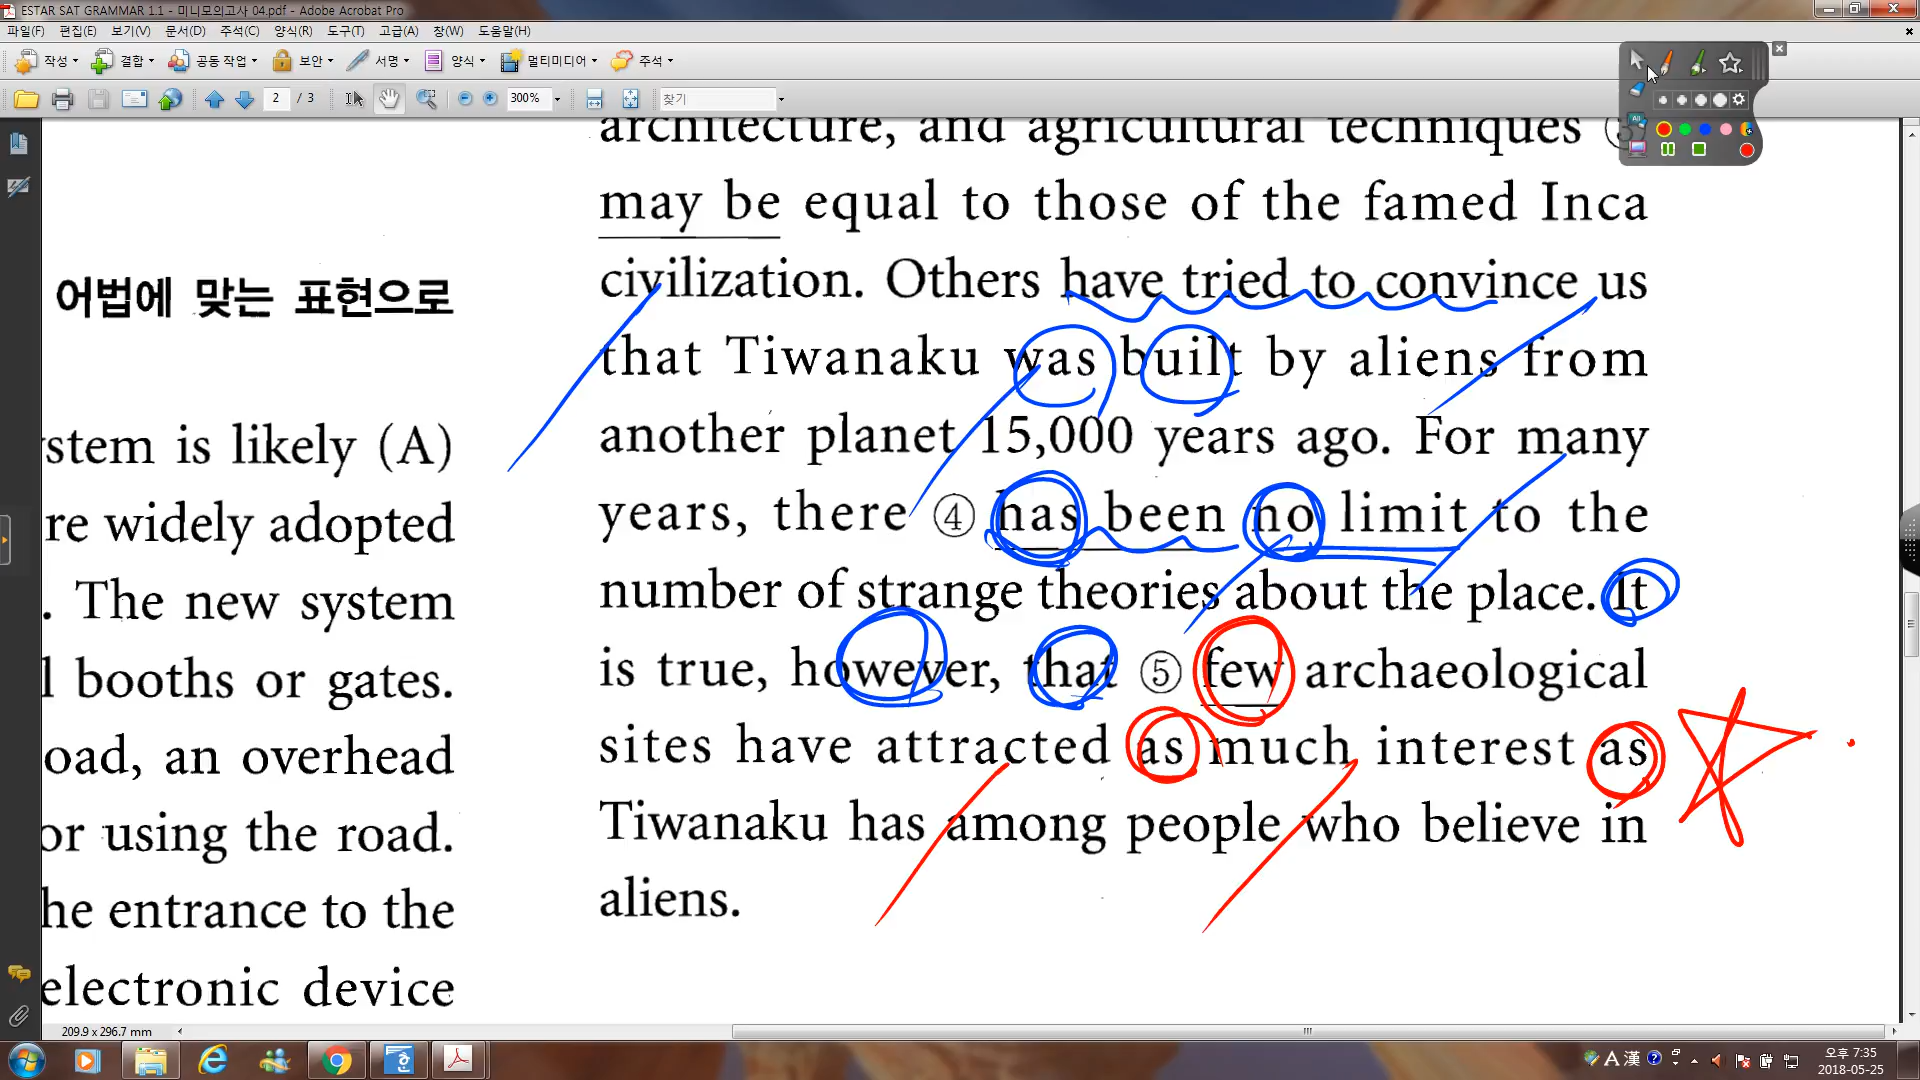 ESTAR SAT GRAMMAR 1.1 - 미니모의고사 04.pdf - Adobe Acrobat Pro
파일(F) 편집(E) 보기(V) 문서(D) 주석(C) 양식(R) 도구(T) 고급(A) 창(W) 도움말(H)
작성 결합 공동 작업 보안 서명 양식 멀티미디어 주석
2 / 3 300% 찾기
어법에 맞는 표현으로
ystem is likely (A)
re widely adopted
. The new system
l booths or gates.
oad, an overhead
or using the road.
he entrance to the
electronic device
architecture, and agricultural techniques
may be equal to those of the famed Inca
civilization. Others have tried to convince us
that Tiwanaku was built by aliens from
another planet 15,000 years ago. For many
years, there ④ has been no limit to the
number of strange theories about the place. It
is true, however, that ⑤ few archaeological
sites have attracted as much interest as
Tiwanaku has among people who believe in
aliens.
209.9 x 296.7 mm
A 漢
오후 7:35
2018-05-25